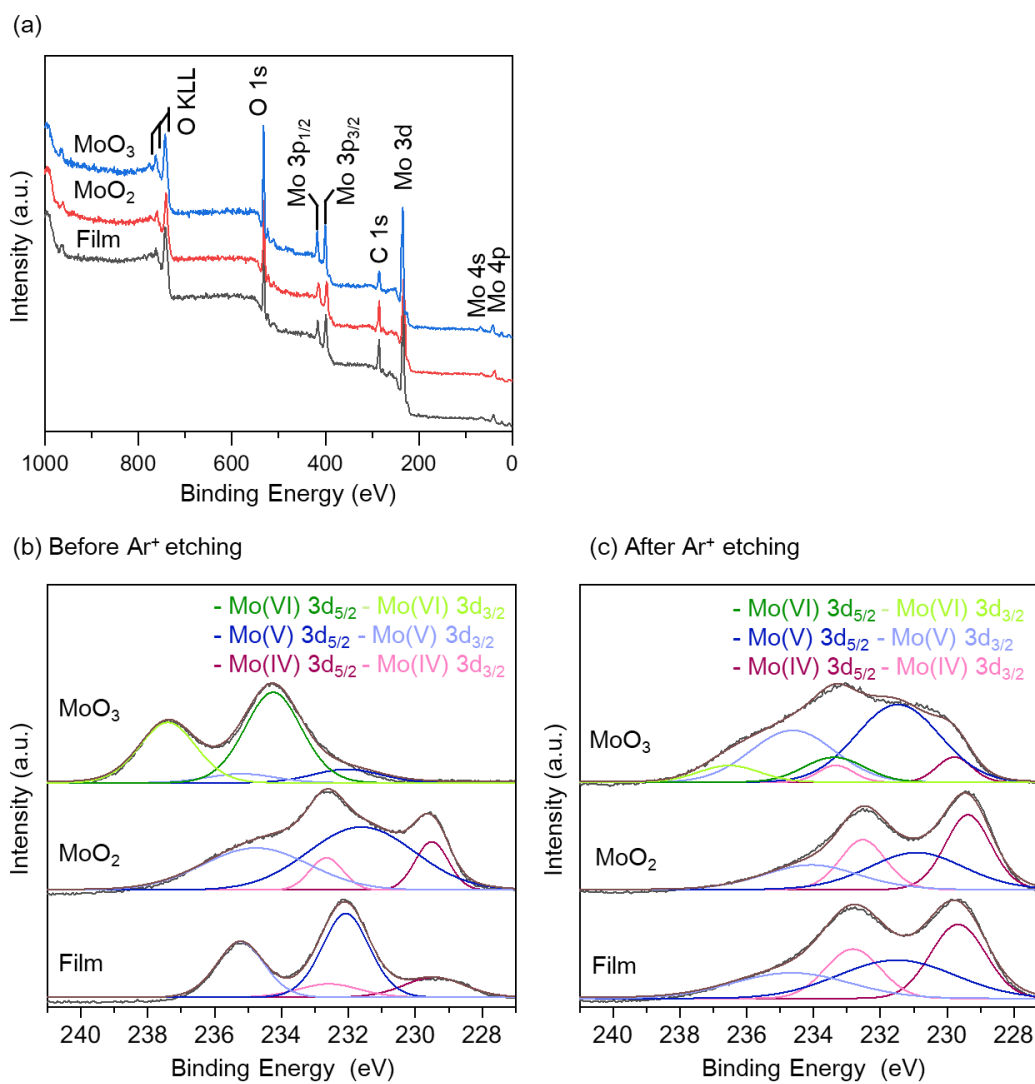 (a)
Intensity (a.u.)
MoO₃
MoO₂
Film
O KLL
O 1s
Mo 3p₁/₂
Mo 3p₃/₂
C 1s
Mo 3d
Mo 4s
Mo 4p
1000 800 600 400 200 0
Binding Energy (eV)
(b) Before Ar⁺ etching
- Mo(VI) 3d₅/₂ - Mo(VI) 3d₃/₂
- Mo(V) 3d₅/₂ - Mo(V) 3d₃/₂
- Mo(IV) 3d₅/₂ - Mo(IV) 3d₃/₂
Intensity (a.u.)
MoO₃
MoO₂
Film
240 238 236 234 232 230 228
Binding Energy (eV)
(c) After Ar⁺ etching
- Mo(VI) 3d₅/₂ - Mo(VI) 3d₃/₂
- Mo(V) 3d₅/₂ - Mo(V) 3d₃/₂
- Mo(IV) 3d₅/₂ - Mo(IV) 3d₃/₂
Intensity (a.u.)
MoO₃
MoO₂
Film
240 238 236 234 232 230 228
Binding Energy (eV)